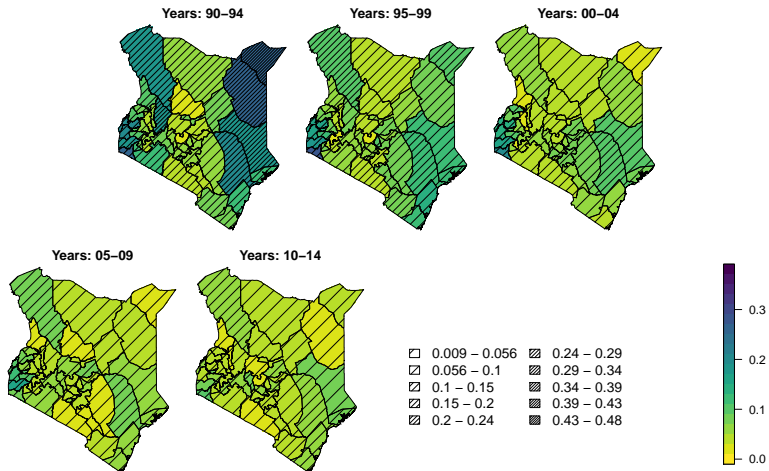 Years: 90−94
Years: 95−99
Years: 00−04
Years: 05−09
Years: 10−14
0.009 − 0.056
0.056 − 0.1
0.1 − 0.15
0.15 − 0.2
0.2 − 0.24
0.24 − 0.29
0.29 − 0.34
0.34 − 0.39
0.39 − 0.43
0.43 − 0.48
0.3
0.2
0.1
0.0